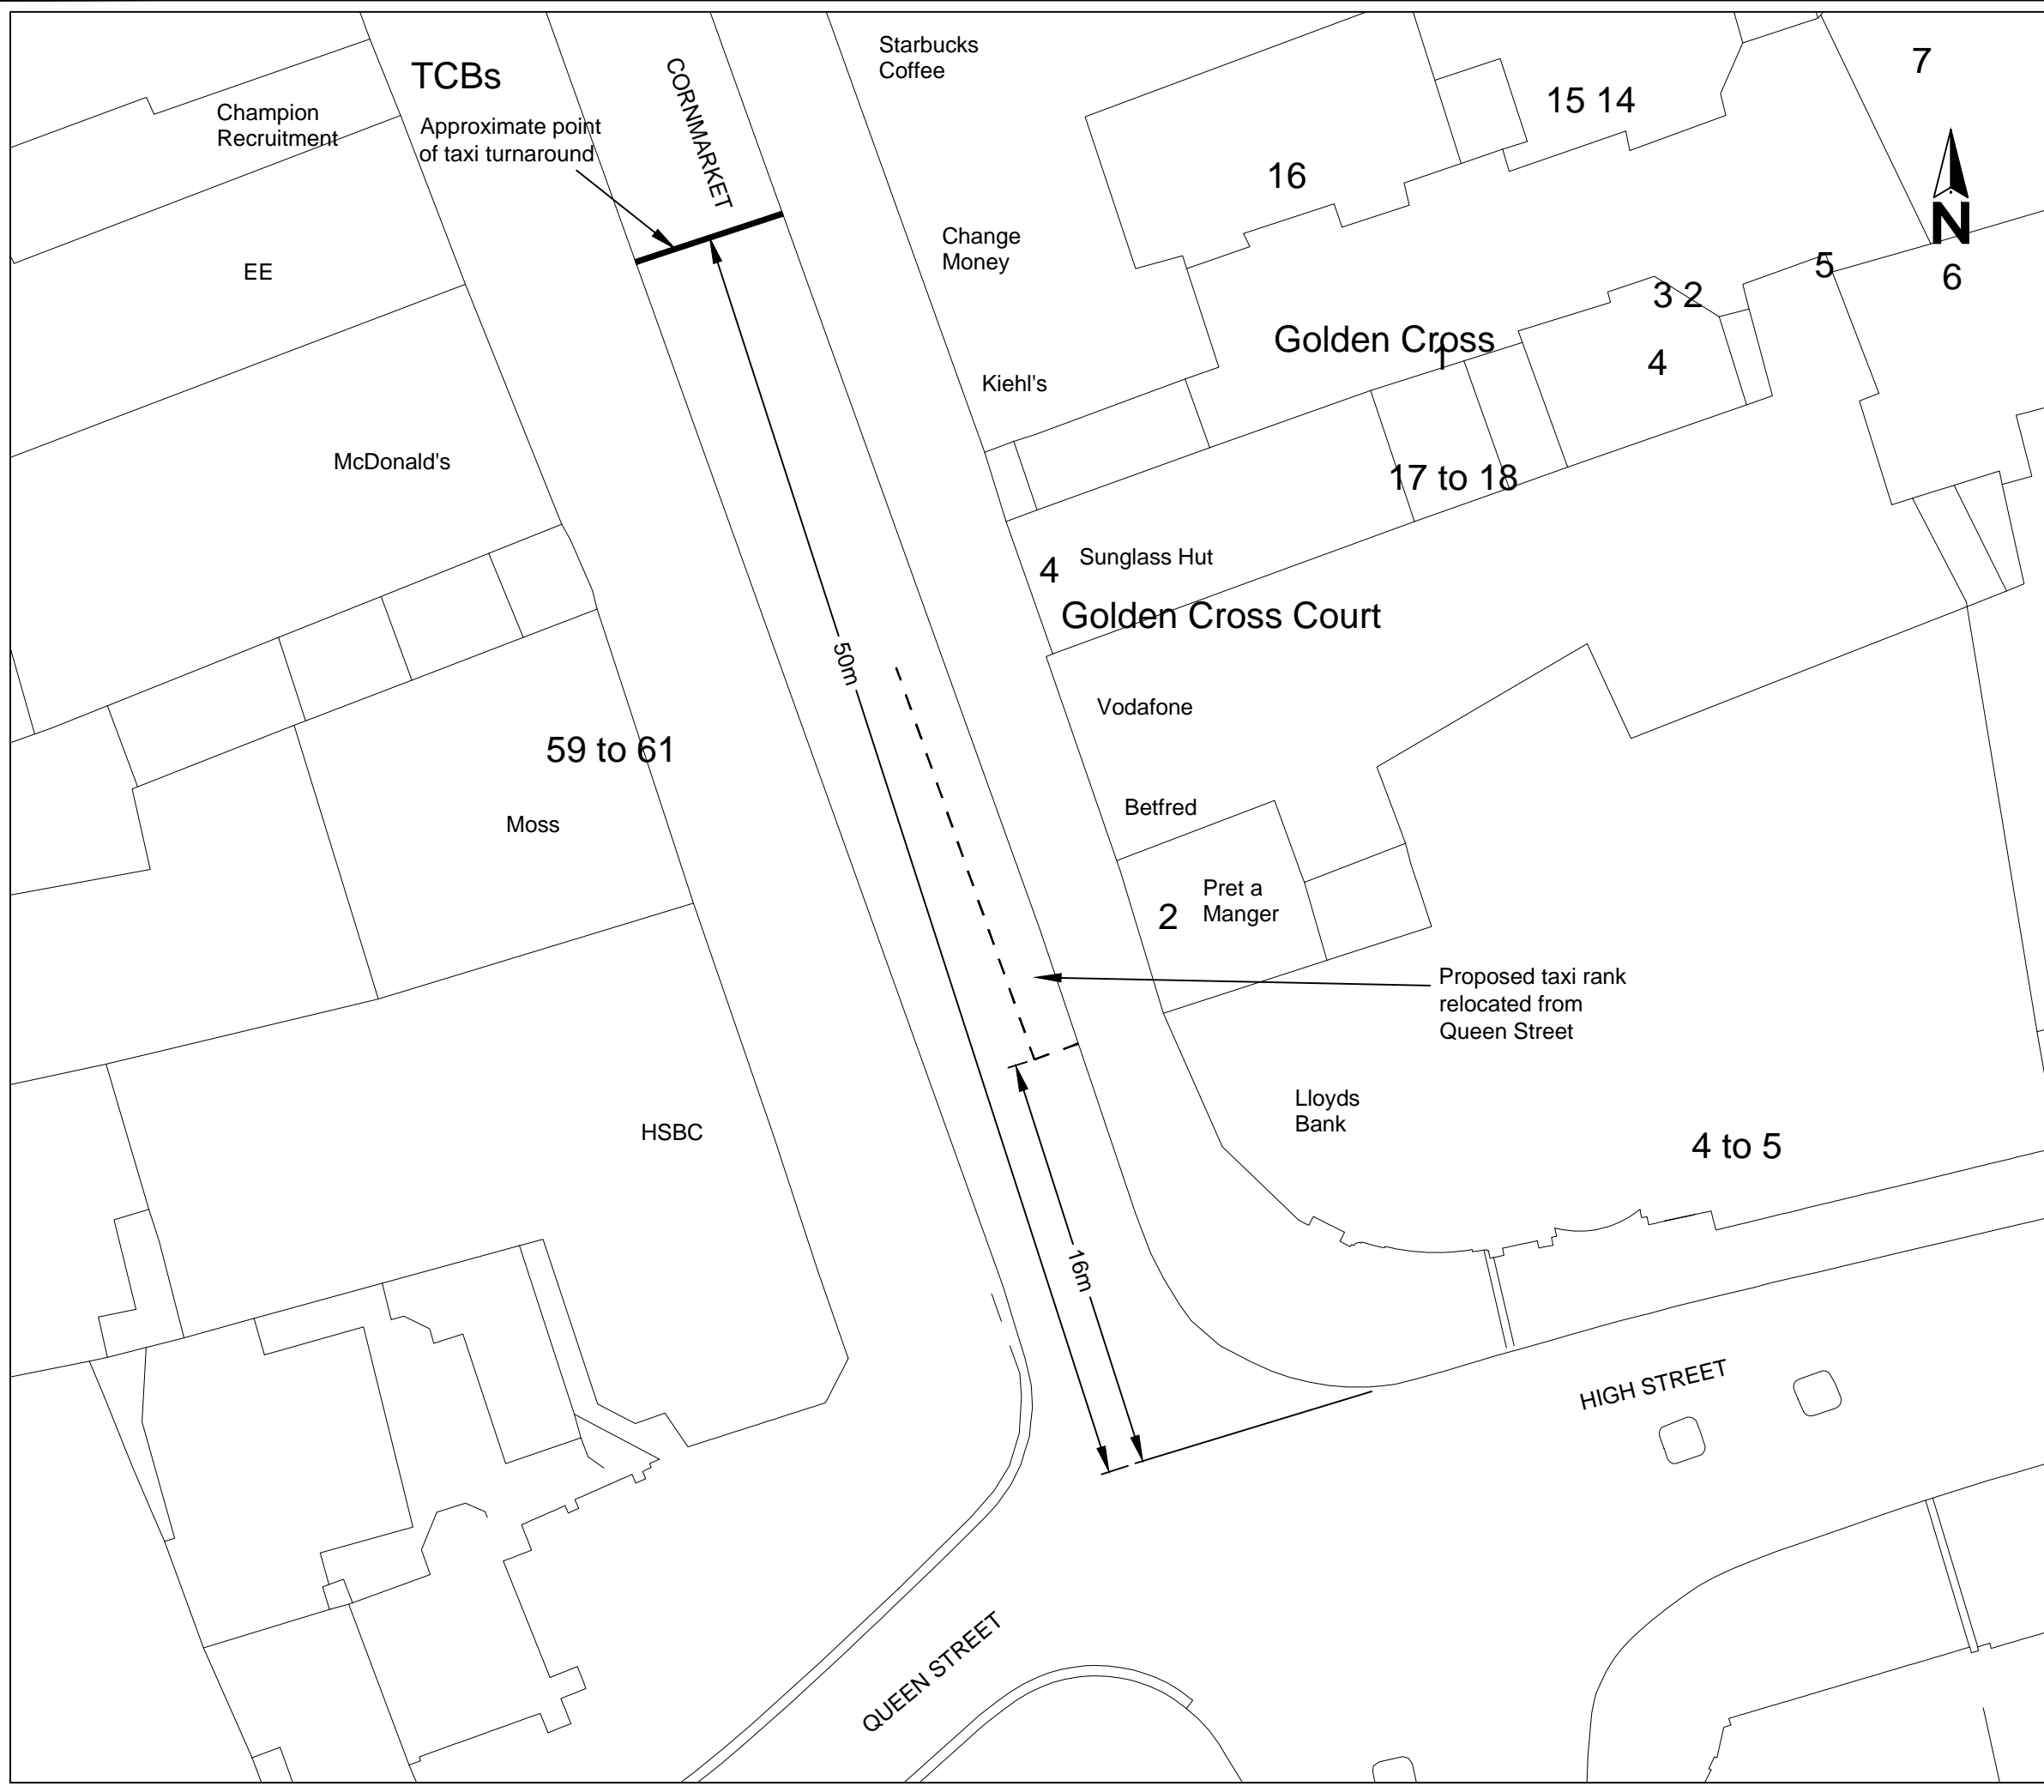 Starbucks
Coffee
7
TCBs
15 14
Champion
Recruitment
Approximate point
of taxi turnaround
CORNMARKET
16
N
Change
Money
EE
5
6
3 2
Golden Cross
1
4
Kiehl's
McDonald's
17 to 18
4
Sunglass Hut
Golden Cross Court
50m
Vodafone
59 to 61
Betfred
Moss
Pret a
Manger
2
Proposed taxi rank
relocated from
Queen Street
Lloyds
Bank
HSBC
4 to 5
16m
HIGH STREET
QUEEN STREET